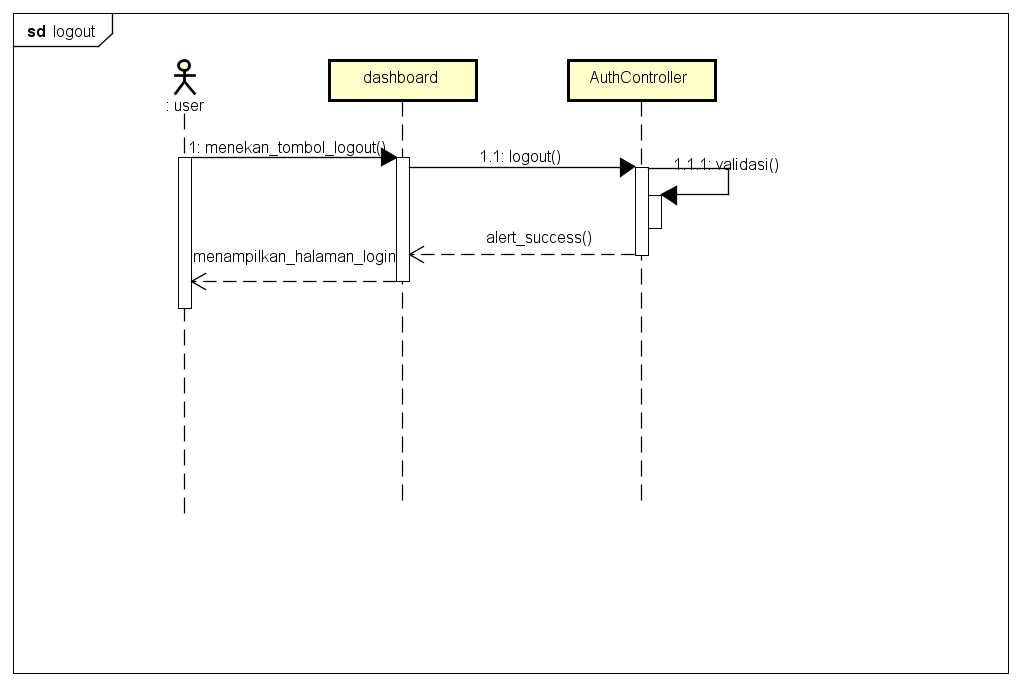 sd logout
: user
dashboard
AuthController
1: menekan_tombol_logout()
1.1: logout()
1.1.1: validasi()
alert_success()
menampilkan_halaman_login